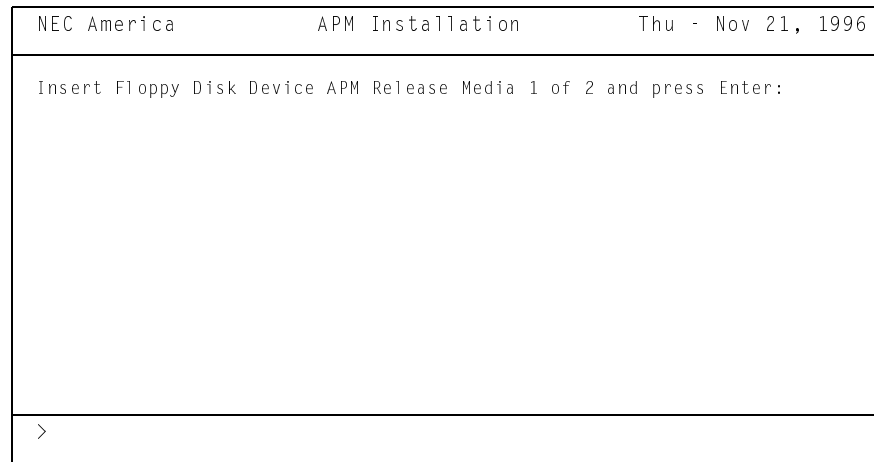 NEC America APM Installation Thu - Nov 21, 1996
Insert Floppy Disk Device APM Release Media 1 of 2 and press Enter:
>